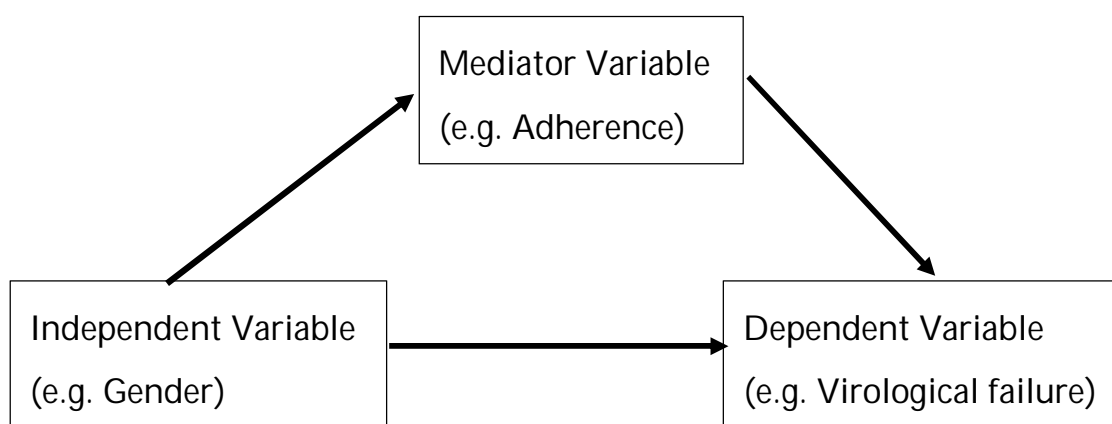 Mediator Variable
(e.g. Adherence)
Independent Variable
(e.g. Gender)
Dependent Variable
(e.g. Virological failure)